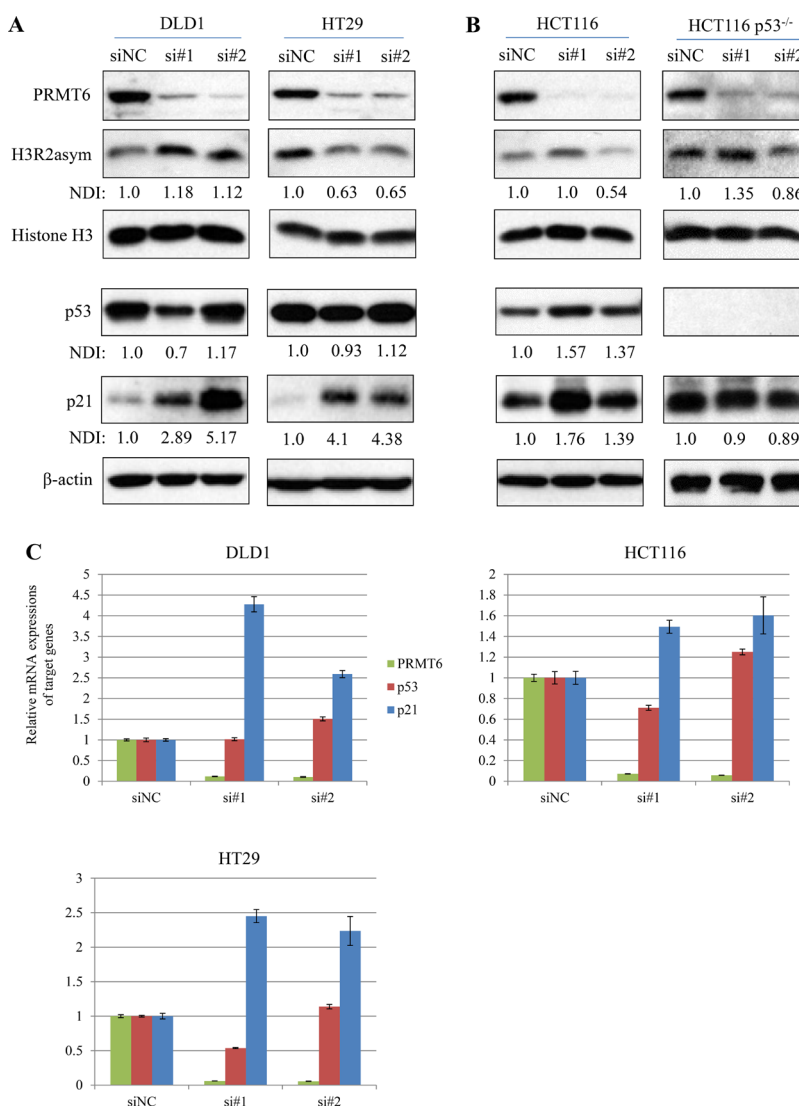 A DLD1 HT29 B HCT116 HCT116 p53-/-
siNC si#1 si#2 siNC si#1 si#2 siNC si#1 si#2 siNC si#1 si#2
PRMT6
H3R2asym
NDI: 1.0 1.18 1.12 1.0 0.63 0.65 1.0 1.0 0.54 1.0 1.35 0.86
Histone H3
p53
NDI: 1.0 0.7 1.17 1.0 0.93 1.12 1.0 1.57 1.37
p21
NDI: 1.0 2.89 5.17 1.0 4.1 4.38 1.0 1.76 1.39 1.0 0.9 0.89
β-actin
C
DLD1
Relative mRNA expressions
of target genes
5
4.5
4
3.5
3
2.5
2
1.5
1
0.5
0
siNC si#1 si#2
PRMT6
p53
p21
HCT116
2
1.8
1.6
1.4
1.2
1
0.8
0.6
0.4
0.2
0
siNC si#1 si#2
HT29
3
2.5
2
1.5
1
0.5
0
siNC si#1 si#2